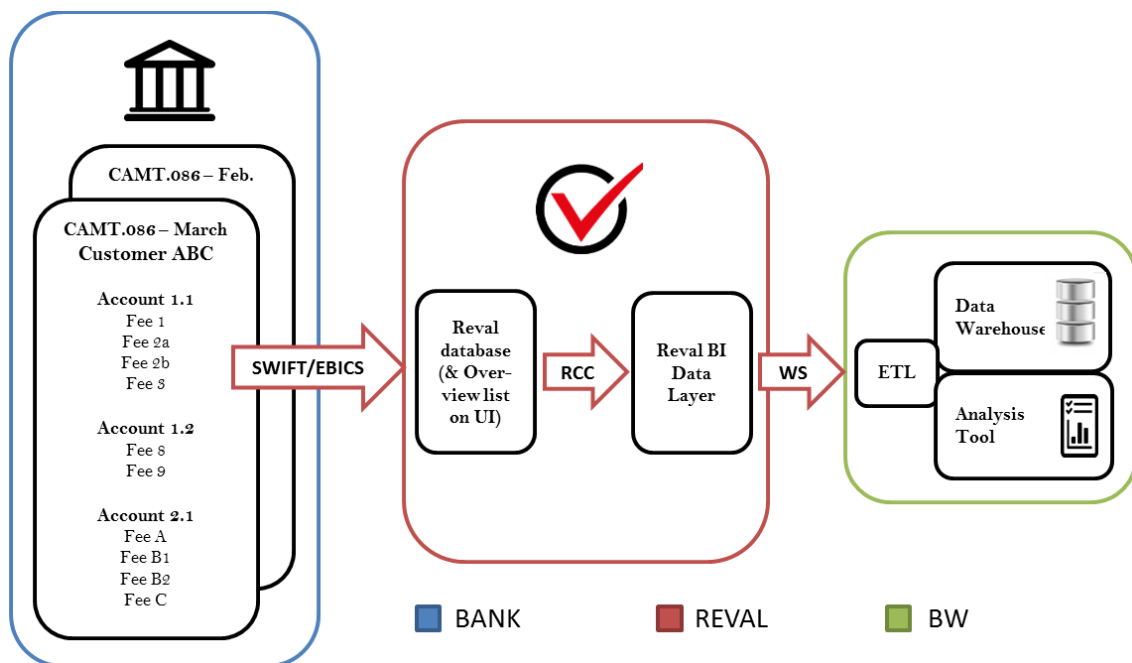 CAMT.086 – Feb.
CAMT.086 – March
Customer ABC
Account 1.1
Fee 1
Fee 2a
Fee 2b
Fee 3
Account 1.2
Fee 8
Fee 9
Account 2.1
Fee A
Fee B1
Fee B2
Fee C
SWIFT/EBICS
Reval
database
(& Over-
view list
on UI)
RCC
Reval BI
Data
Layer
WS
ETL
Data
Warehouse
Analysis
Tool
BANK
REVAL
BW